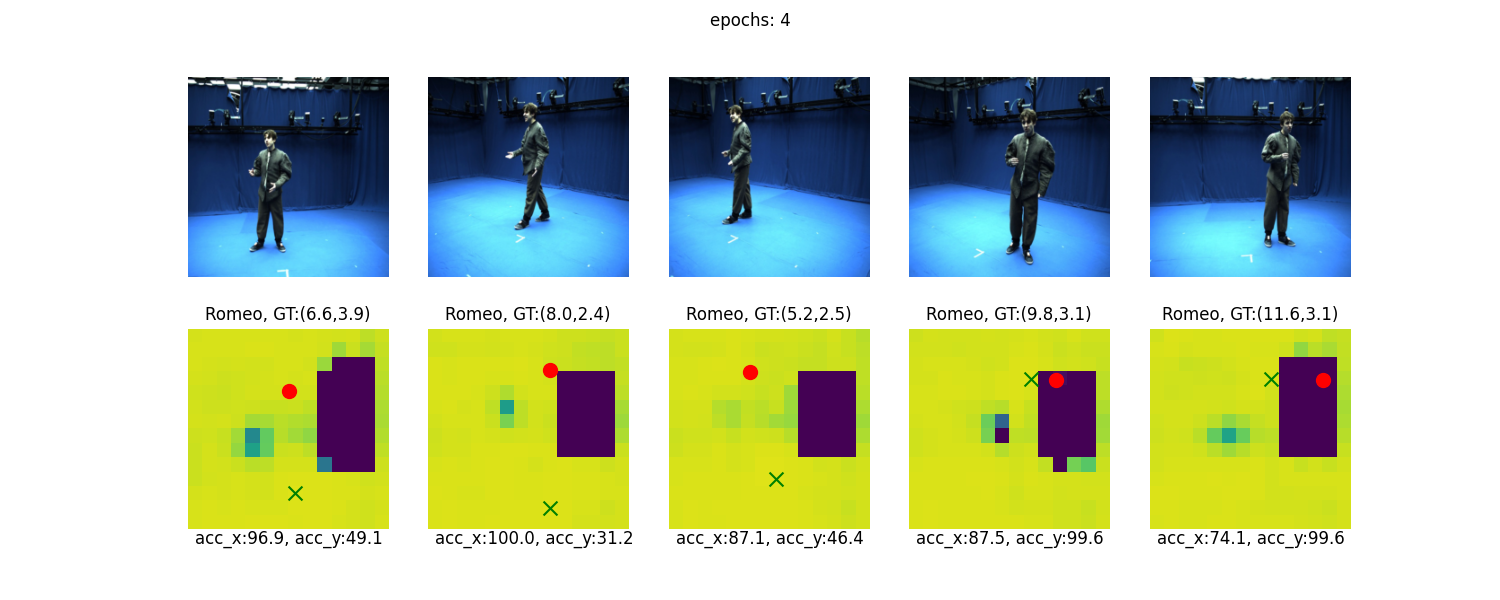 epochs: 4
Romeo, GT:(6.6,3.9)
Romeo, GT:(8.0,2.4)
Romeo, GT:(5.2,2.5)
Romeo, GT:(9.8,3.1)
Romeo, GT:(11.6,3.1)
acc_x:96.9, acc_y:49.1
acc_x:100.0, acc_y:31.2
acc_x:87.1, acc_y:46.4
acc_x:87.5, acc_y:99.6
acc_x:74.1, acc_y:99.6